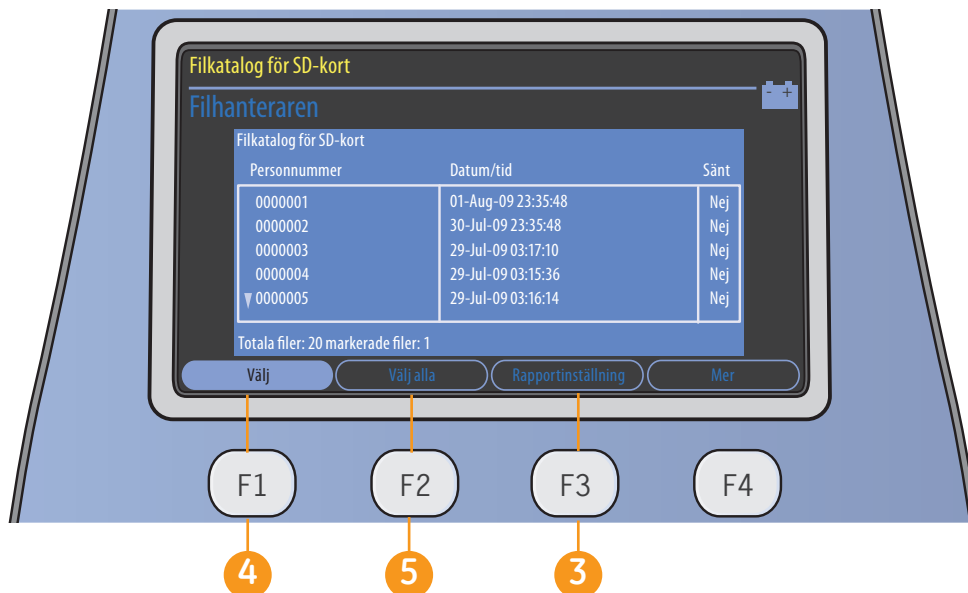 Filkatalog för SD-kort
- +
Filhanteraren
Filkatalog för SD-kort
Personnummer Datum/tid Sänt
0000001 01-Aug-09 23:35:48 Nej
0000002 30-Jul-09 23:35:48 Nej
0000003 29-Jul-09 03:17:10 Nej
0000004 29-Jul-09 03:15:36 Nej
0000005 29-Jul-09 03:16:14 Nej
Totala filer: 20 markerade filer: 1
Välj Välj alla Rapportinställning Mer
F1 F2 F3 F4
4 5 3